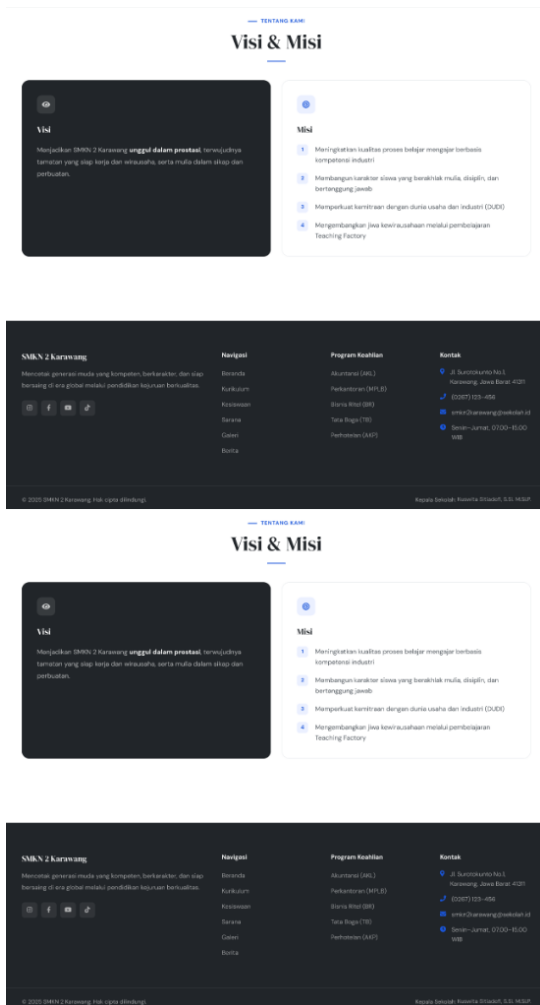 TENTANG KAMI
Visi & Misi
Visi
Menjadikan SMKN 2 Karawang unggul dalam prestasi, terwujudnya
tamatan yang siap kerja dan wirausaha, serta mulia dalam sikap dan
perbuatan.
Misi
1 Meningkatkan kualitas proses belajar mengajar berbasis
kompetensi industri
2 Membangun karakter siswa yang berakhlak mulia, disiplin, dan
bertanggung jawab
3 Memperkuat kemitraan dengan dunia usaha dan industri (DUDI)
4 Mengembangkan jiwa kewirausahaan melalui pembelajaran
Teaching Factory
SMKN 2 Karawang
Mencetak generasi muda yang kompeten, berkarakter, dan siap
bersaing di era global melalui pendidikan kejuruan berkualitas.
Navigasi
Beranda
Kurikulum
Kesiswaan
Sarana
Galeri
Berita
Program Keahlian
Akuntansi (AKL)
Perkantoran (MPLB)
Bisnis Ritel (BR)
Tata Boga (TB)
Perhotelan (AKP)
Kontak
Jl. Surotokunto No.1,
Karawang, Jawa Barat 41311
(0267) 123-456
smkn2karawang@sekolah.id
Senin–Jumat, 07.00–15.00
WIB
© 2025 SMKN 2 Karawang. Hak cipta dilindungi.
Kepala Sekolah: S.Si. M.SI.P.
TENTANG KAMI
Visi & Misi
Visi
Menjadikan SMKN 2 Karawang unggul dalam prestasi, terwujudnya
tamatan yang siap kerja dan wirausaha, serta mulia dalam sikap dan
perbuatan.
Misi
1 Meningkatkan kualitas proses belajar mengajar berbasis
kompetensi industri
2 Membangun karakter siswa yang berakhlak mulia, disiplin, dan
bertanggung jawab
3 Memperkuat kemitraan dengan dunia usaha dan industri (DUDI)
4 Mengembangkan jiwa kewirausahaan melalui pembelajaran
Teaching Factory
SMKN 2 Karawang
Mencetak generasi muda yang kompeten, berkarakter, dan siap
bersaing di era global melalui pendidikan kejuruan berkualitas.
Navigasi
Beranda
Kurikulum
Kesiswaan
Sarana
Galeri
Berita
Program Keahlian
Akuntansi (AKL)
Perkantoran (MPLB)
Bisnis Ritel (BR)
Tata Boga (TB)
Perhotelan (AKP)
Kontak
Jl. Surotokunto No.1,
Karawang, Jawa Barat 41311
(0267) 123-456
smkn2karawang@sekolah.id
Senin–Jumat, 07.00–15.00
WIB
© 2025 SMKN 2 Karawang. Hak cipta dilindungi.
Kepala Sekolah: S.Si. M.SI.P.